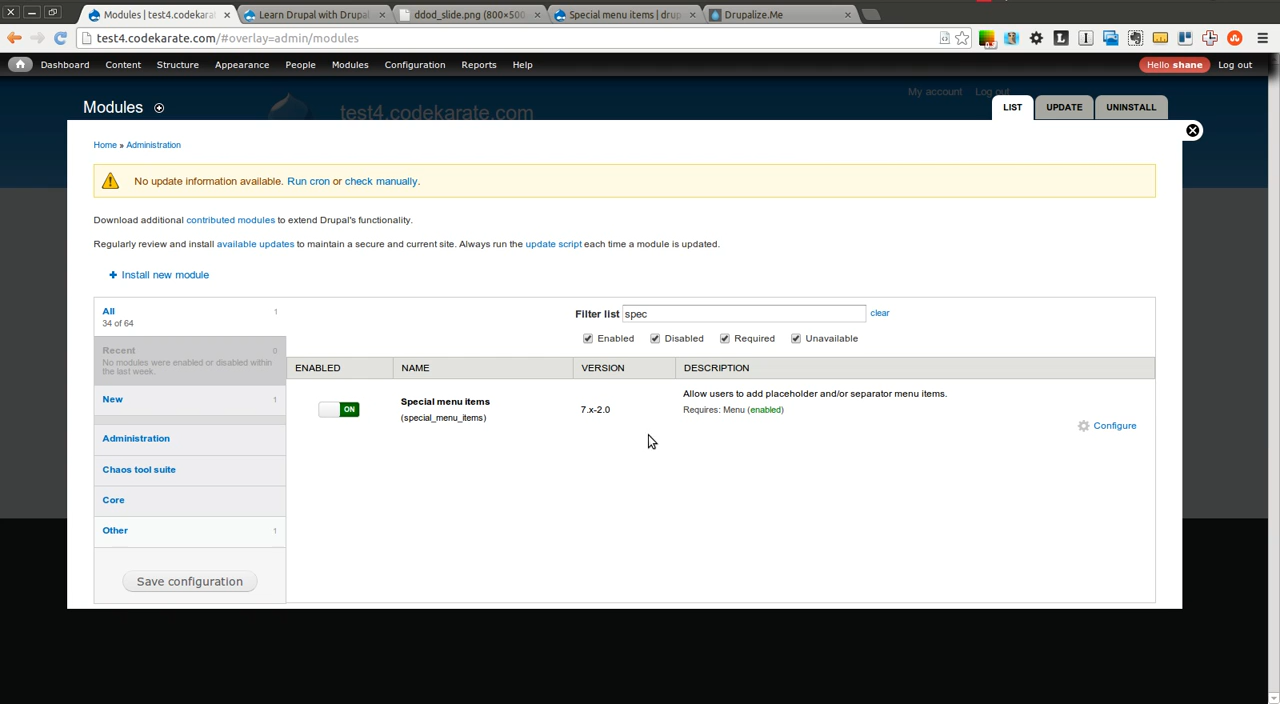 Modules | test4.codekara
Learn Drupal with Drupal
ddod_slide.png (800×500
Special menu items | drup
Drupalize.Me
test4.codekarate.com/#overlay=admin/modules
Dashboard Content Structure Appearance People Modules Configuration Reports Help
Hello shane Log out
My account Log out
Modules
test4.codekarate.com
LIST UPDATE UNINSTALL
Home » Administration
No update information available. Run cron or check manually.
Download additional contributed modules to extend Drupal's functionality.
Regularly review and install available updates to maintain a secure and current site. Always run the update script each time a module is updated.
Install new module
All 1
34 of 64
Recent 0
No modules were enabled or disabled within
the last week.
New 1
Administration
Chaos tool suite
Core
Other 1
Save configuration
Filter list spec clear
Enabled Disabled Required Unavailable
ENABLED NAME VERSION DESCRIPTION
ON
Special menu items
(special_menu_items)
7.x-2.0
Allow users to add placeholder and/or separator menu items.
Requires: Menu (enabled)
Configure